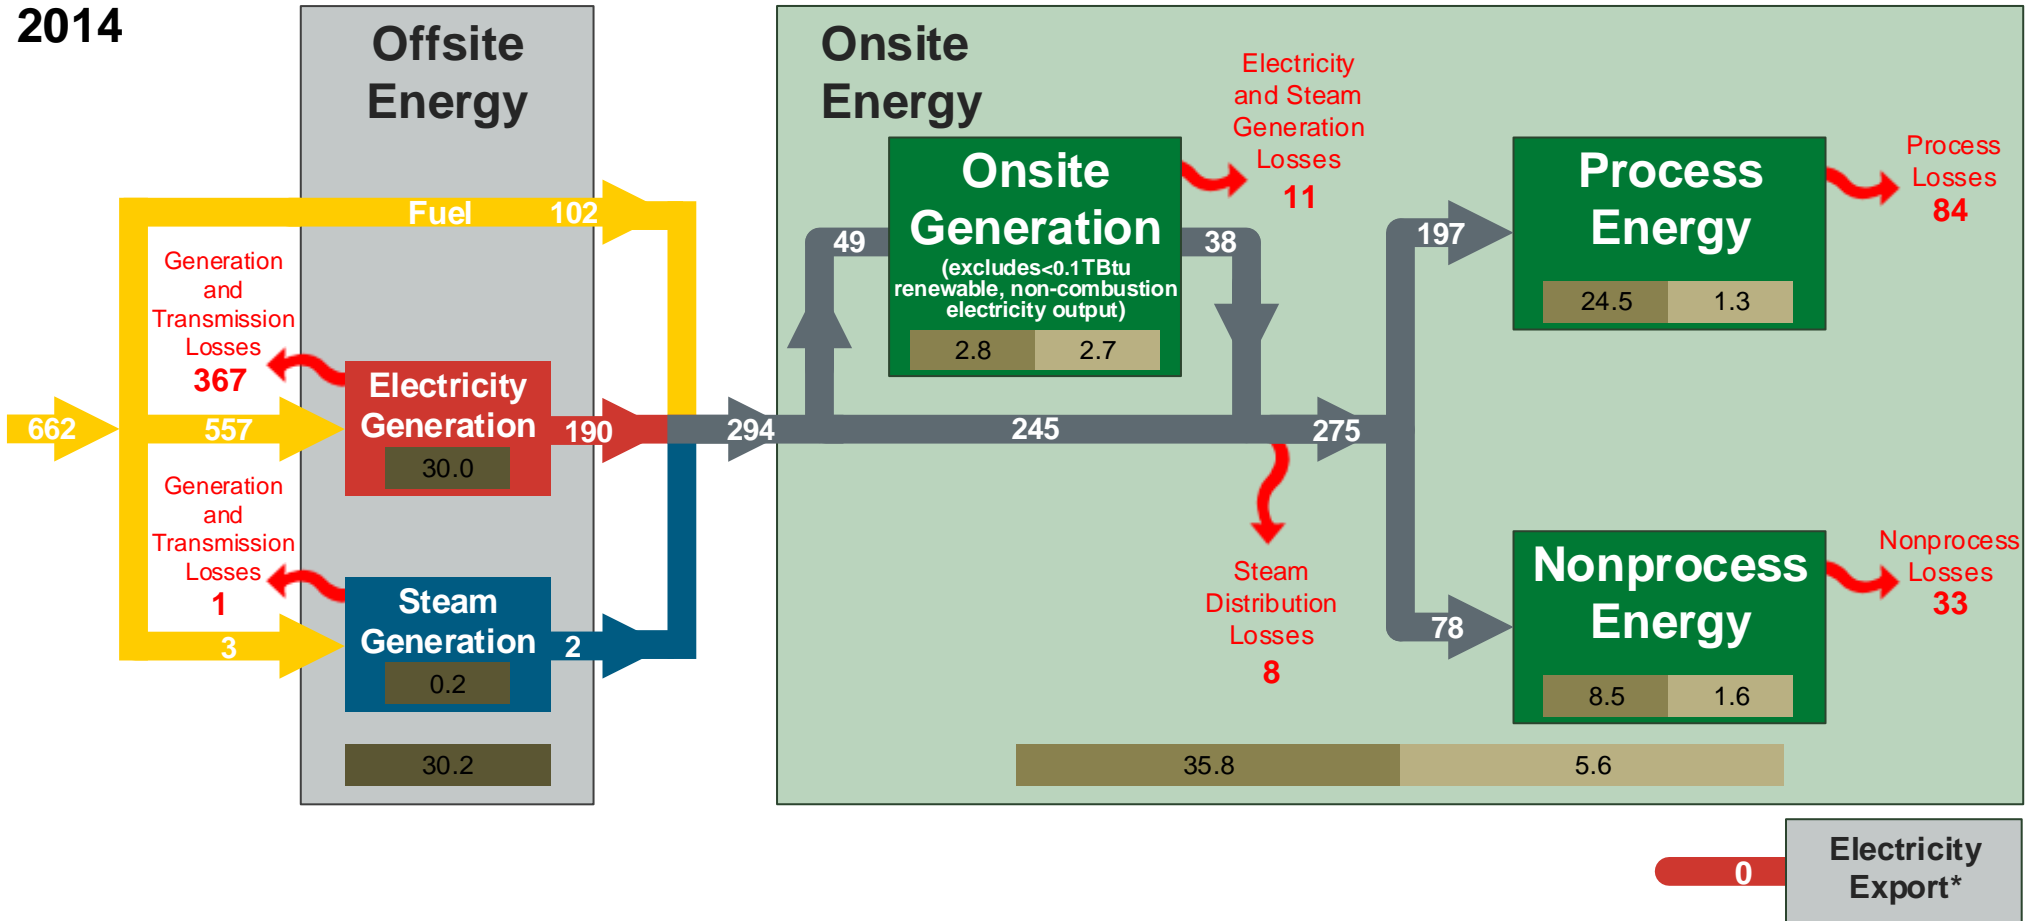 2014
Offsite
Energy
Onsite
Energy
Fuel 102
Generation
and
Transmission
Losses
367
662
557
Electricity
Generation
30.0
190
Generation
and
Transmission
Losses
1
3
Steam
Generation
0.2
2
30.2
294
49
Onsite
Generation
(excludes<0.1TBtu
renewable, non-combustion
electricity output)
2.8 2.7
38
Electricity
and Steam
Generation
Losses
11
245
275
Steam
Distribution
Losses
8
197
Process
Energy
24.5 1.3
Process
Losses
84
78
Nonprocess
Energy
8.5 1.6
Nonprocess
Losses
33
35.8 5.6
0
Electricity
Export*